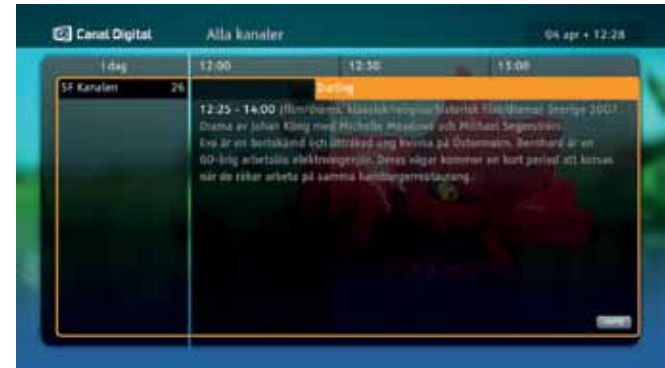 Canal Digital
Alla kanaler
04 apr • 12:28
I dag
12:00
12:30
13:00
SF Kanalen 26
Darling
12:25 - 14:00 (film/drama, klassisk/religiös/historisk film/drama) Sverige 2007
Drama av Johan Kling med Michelle Meadows och Michael Segerström.
Eva är en bortskämd och uttråkad ung kvinna på Östermalm. Bernhard är en
60-årig arbetslös elektroingenjör. Deras vägar kommer en kort period att korsas
när de råkar arbeta på samma hamburgerrestaurang.